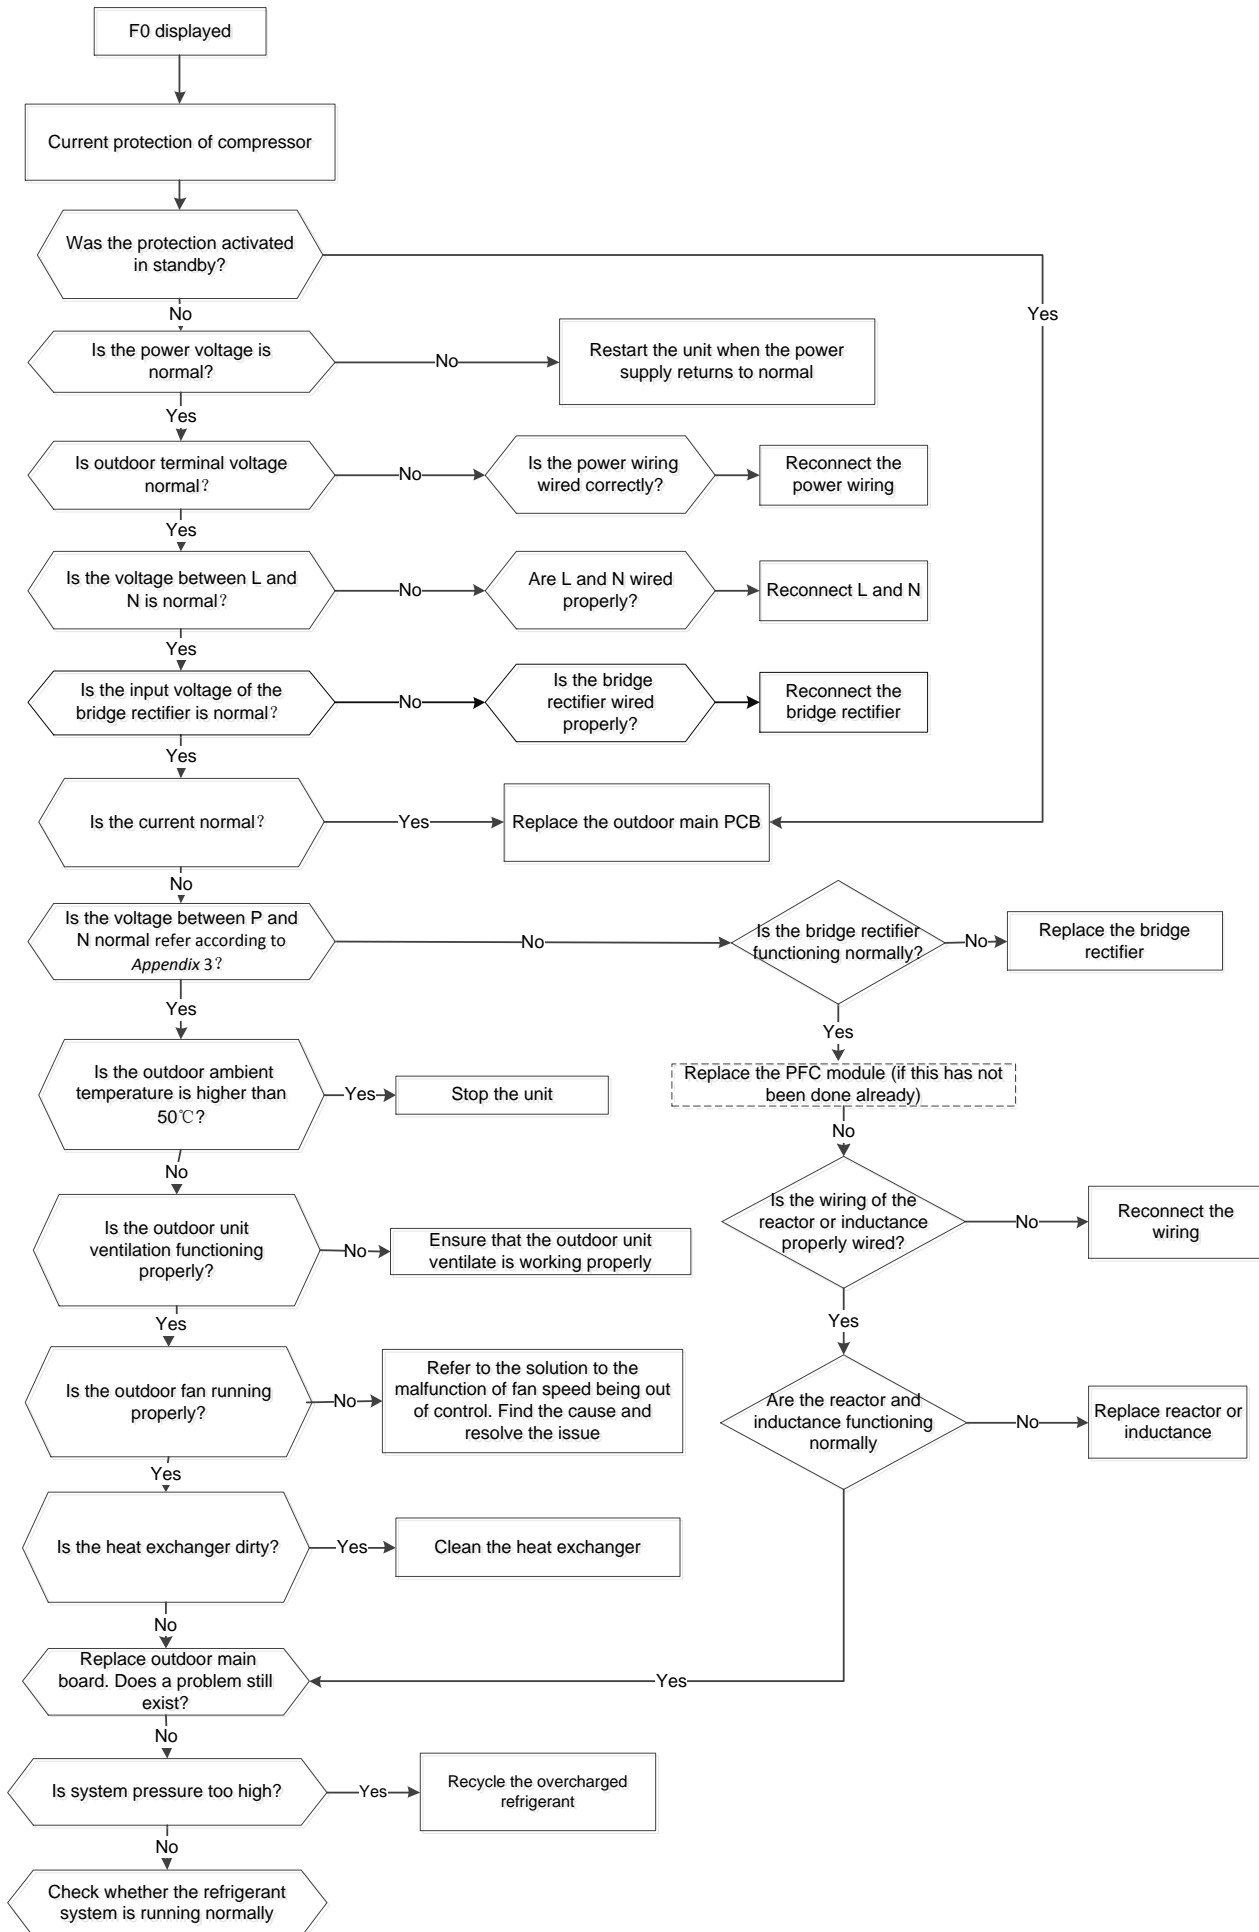 F0 displayed
Current protection of compressor
Was the protection activated
in standby?
Yes
No
Is the power voltage is
normal?
No
Restart the unit when the power
supply returns to normal
Yes
Is outdoor terminal voltage
normal？
No
Is the power wiring
wired correctly?
Reconnect the
power wiring
Yes
Is the voltage between L and
N is normal？
No
Are L and N wired
properly?
Reconnect L and N
Yes
Is the input voltage of the
bridge rectifier is normal？
No
Is the bridge
rectifier wired
properly?
Reconnect the
bridge rectifier
Yes
Is the current normal？
Yes
Replace the outdoor main PCB
No
Is the voltage between P and
N normal refer according to
Appendix 3？
No
Is the bridge rectifier
functioning normally?
No
Replace the bridge
rectifier
Yes
Yes
Is the outdoor ambient
temperature is higher than
50℃?
Yes
Stop the unit
Replace the PFC module (if this has not
been done already)
No
No
Is the outdoor unit
ventilation functioning
properly?
No
Ensure that the outdoor unit
ventilate is working properly
Is the wiring of the
reactor or inductance
properly wired?
No
Reconnect the
wiring
Yes
Yes
Is the outdoor fan running
properly?
No
Refer to the solution to the
malfunction of fan speed being out
of control. Find the cause and
resolve the issue
Are the reactor and
inductance functioning
normally
No
Replace reactor or
inductance
Yes
Is the heat exchanger dirty?
Yes
Clean the heat exchanger
No
Replace outdoor main
board. Does a problem still
exist?
Yes
No
Is system pressure too high?
Yes
Recycle the overcharged
refrigerant
No
Check whether the refrigerant
system is running normally